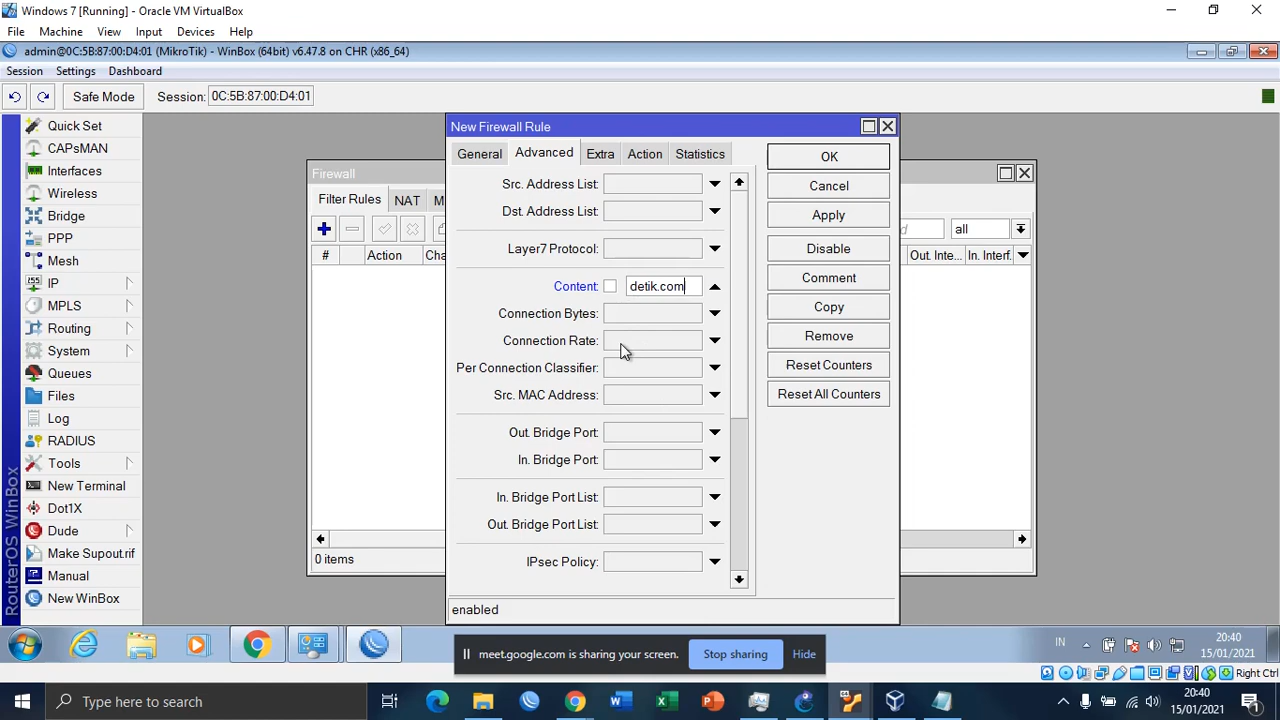 Windows 7 [Running] - Oracle VM VirtualBox
File Machine View Input Devices Help
admin@0C:5B:87:00:D4:01 (MikroTik) - WinBox (64bit) v6.47.8 on CHR (x86_64)
Session Settings Dashboard
Safe Mode Session: 0C:5B:87:00:D4:01
Quick Set
CAPsMAN
Interfaces
Wireless
Bridge
PPP
Mesh
IP
MPLS
Routing
System
Queues
Files
Log
RADIUS
Tools
New Terminal
Dot1X
Dude
Make Supout.rif
Manual
New WinBox
RouterOS WinBox
Firewall
Filter Rules NAT M
all
# Action Cha Out. Inte... In. Interf.
0 items
New Firewall Rule
General Advanced Extra Action Statistics
Src. Address List:
Dst. Address List:
Layer7 Protocol:
Content: detik.com
Connection Bytes:
Connection Rate:
Per Connection Classifier:
Src. MAC Address:
Out. Bridge Port:
In. Bridge Port:
In. Bridge Port List:
Out. Bridge Port List:
IPsec Policy:
OK
Cancel
Apply
Disable
Comment
Copy
Remove
Reset Counters
Reset All Counters
enabled
meet.google.com is sharing your screen. Stop sharing Hide
IN
20:40
15/01/2021
Right Ctrl
Type here to search
20:40
15/01/2021